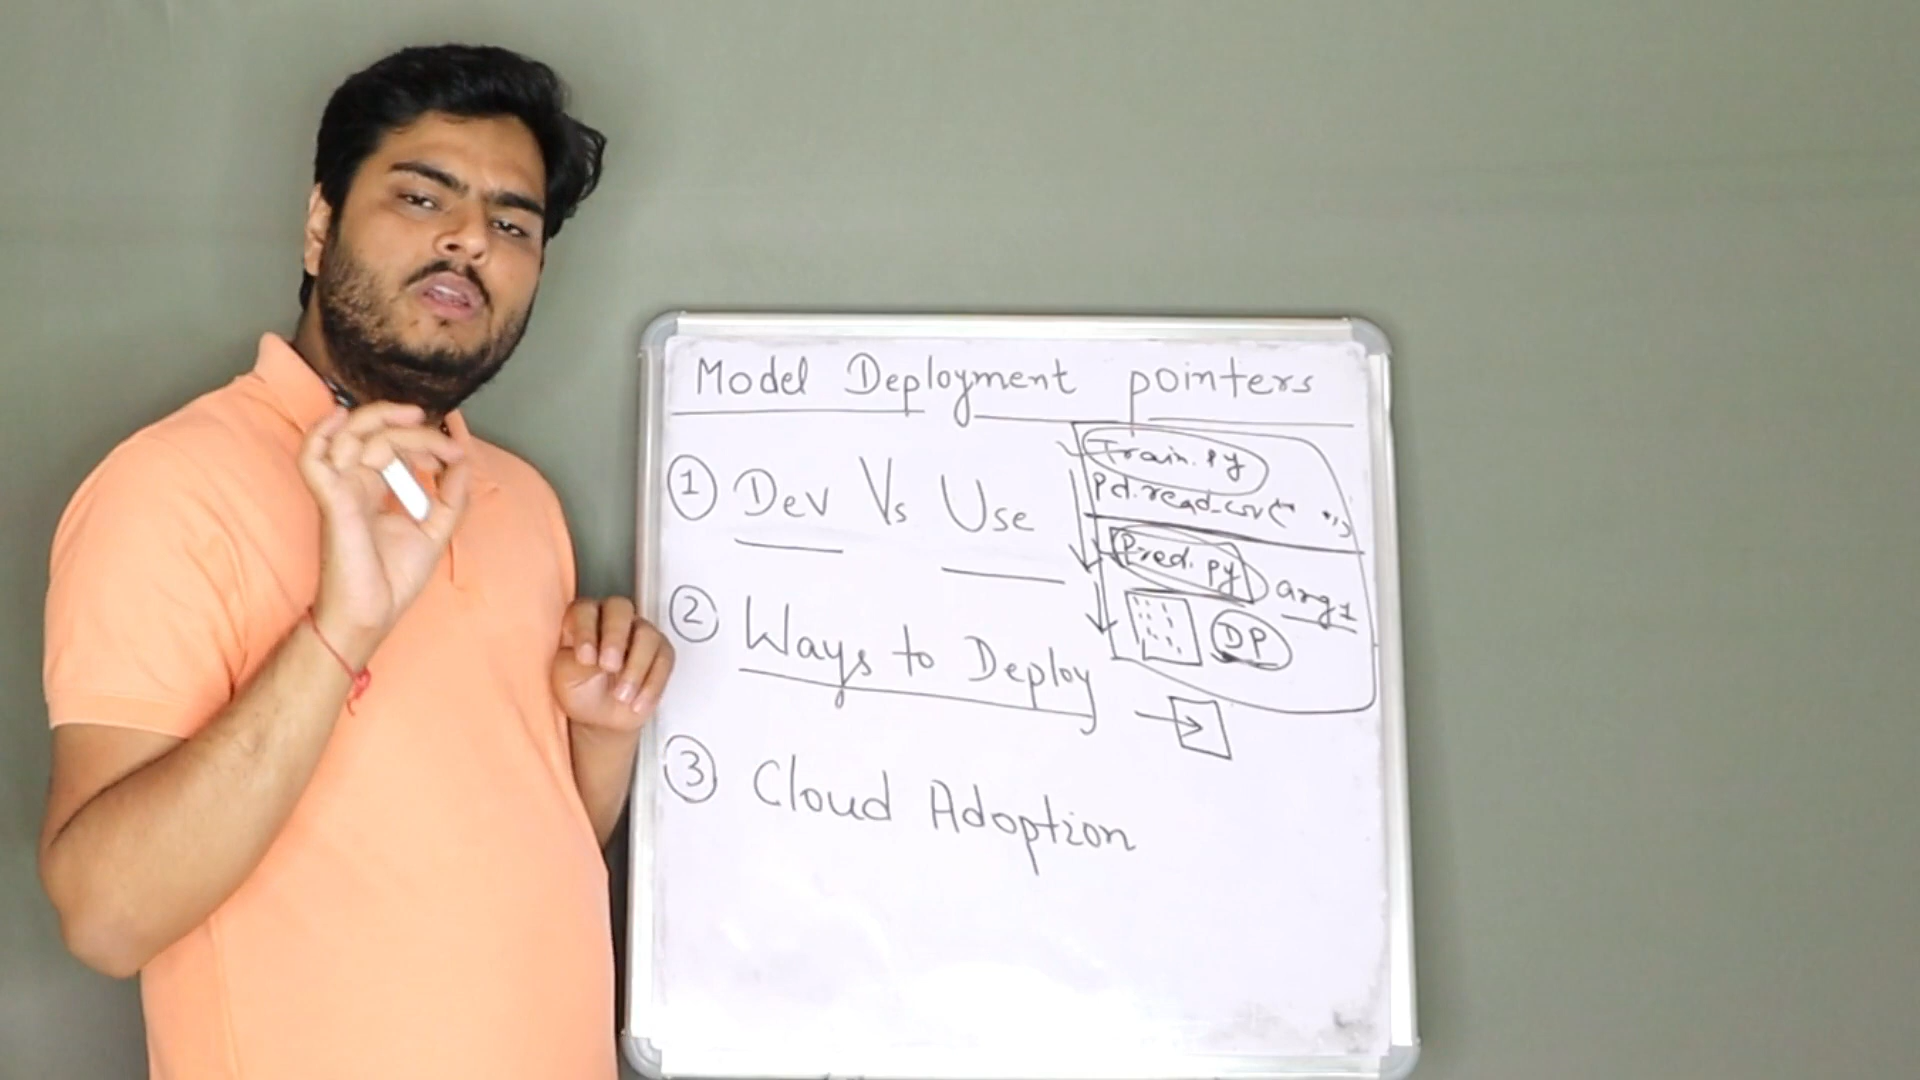 Model Deployment pointers
① Dev Vs Use
Train.py
pd.read_csv(" ")
Pred.py arg1
DP
② Ways to Deploy
③ Cloud Adoption